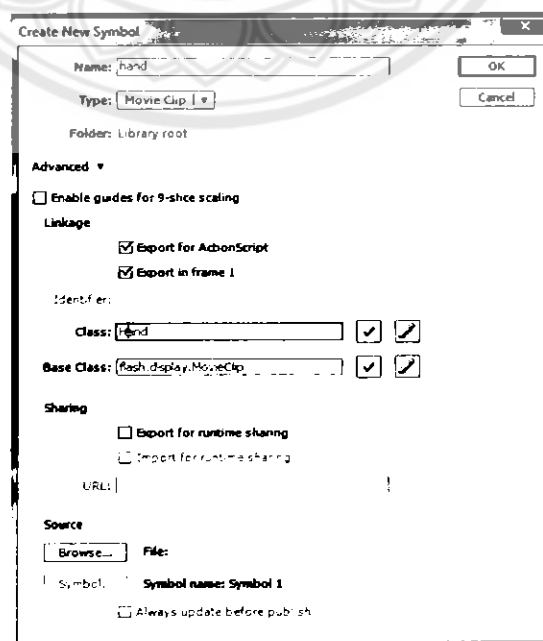 Create New Symbol
Name: hand
OK
Type: Movie Clip
Cancel
Folder: Library root
Advanced
Enable guides for 9-slice scaling
Linkage
Export for ActionScript
Export in frame 1
Identifier:
Class: Hand
Base Class: flash.display.MovieClip
Sharing
Export for runtime sharing
Import for runtime sharing
URL:
Source
Browse... File:
Symbol... Symbol name: Symbol 1
Always update before publish